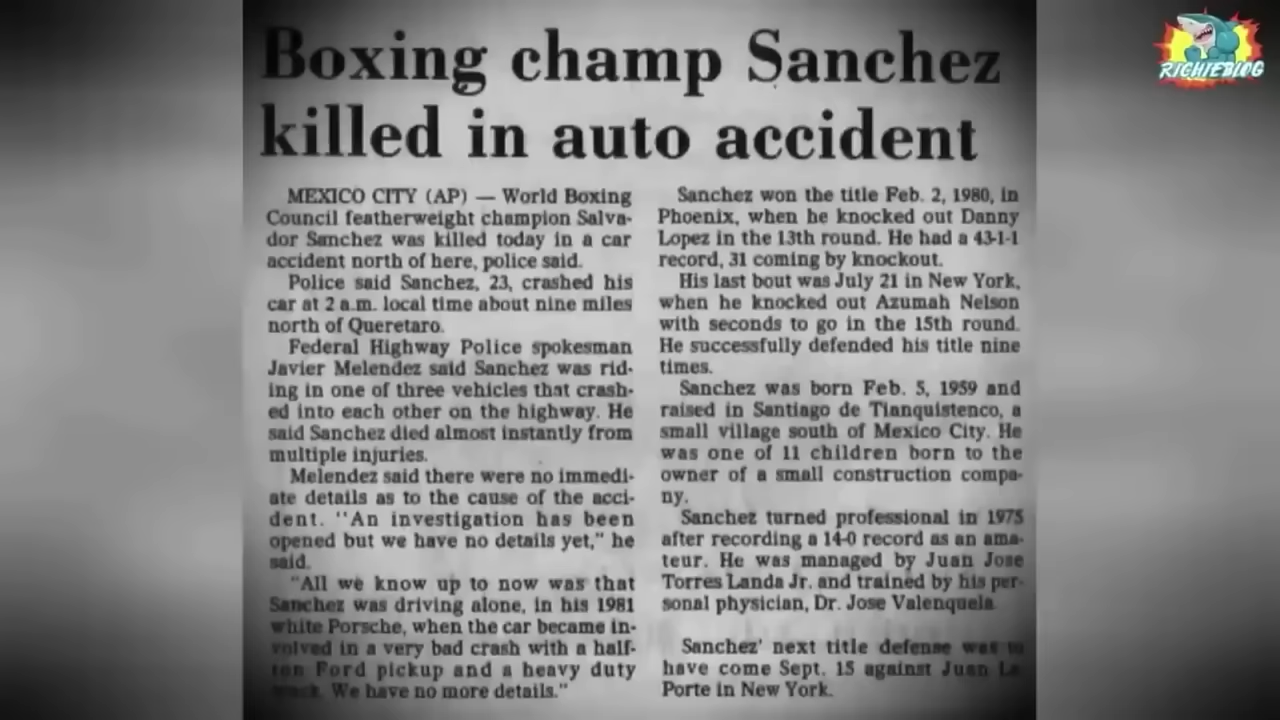 Boxing champ Sanchez
killed in auto accident
MEXICO CITY (AP) — World Boxing
Council featherweight champion Salva-
dor Sanchez was killed today in a car
accident north of here, police said.
Police said Sanchez, 23, crashed his
car at 2 a.m. local time about nine miles
north of Queretaro.
Federal Highway Police spokesman
Javier Melendez said Sanchez was rid-
ing in one of three vehicles that crash-
ed into each other on the highway. He
said Sanchez died almost instantly from
multiple injuries.
Melendez said there were no immedi-
ate details as to the cause of the acci-
dent. "An investigation has been
opened but we have no details yet," he
said.
"All we know up to now was that
Sanchez was driving alone, in his 1981
white Porsche, when the car became in-
volved in a very bad crash with a half-
ton Ford pickup and a heavy duty
truck. We have no more details."
Sanchez won the title Feb. 2, 1980, in
Phoenix, when he knocked out Danny
Lopez in the 13th round. He had a 43-1-1
record, 31 coming by knockout.
His last bout was July 21 in New York,
when he knocked out Azumah Nelson
with seconds to go in the 15th round.
He successfully defended his title nine
times.
Sanchez was born Feb. 5, 1959 and
raised in Santiago de Tianquistenco, a
small village south of Mexico City. He
was one of 11 children born to the
owner of a small construction compa-
ny.
Sanchez turned professional in 1975
after recording a 14-0 record as an ama-
teur. He was managed by Juan Jose
Torres Landa Jr. and trained by his per-
sonal physician, Dr. Jose Valenquela
Sanchez' next title defense was to
have come Sept. 15 against Juan La
Porte in New York.
RICHIEBLOG